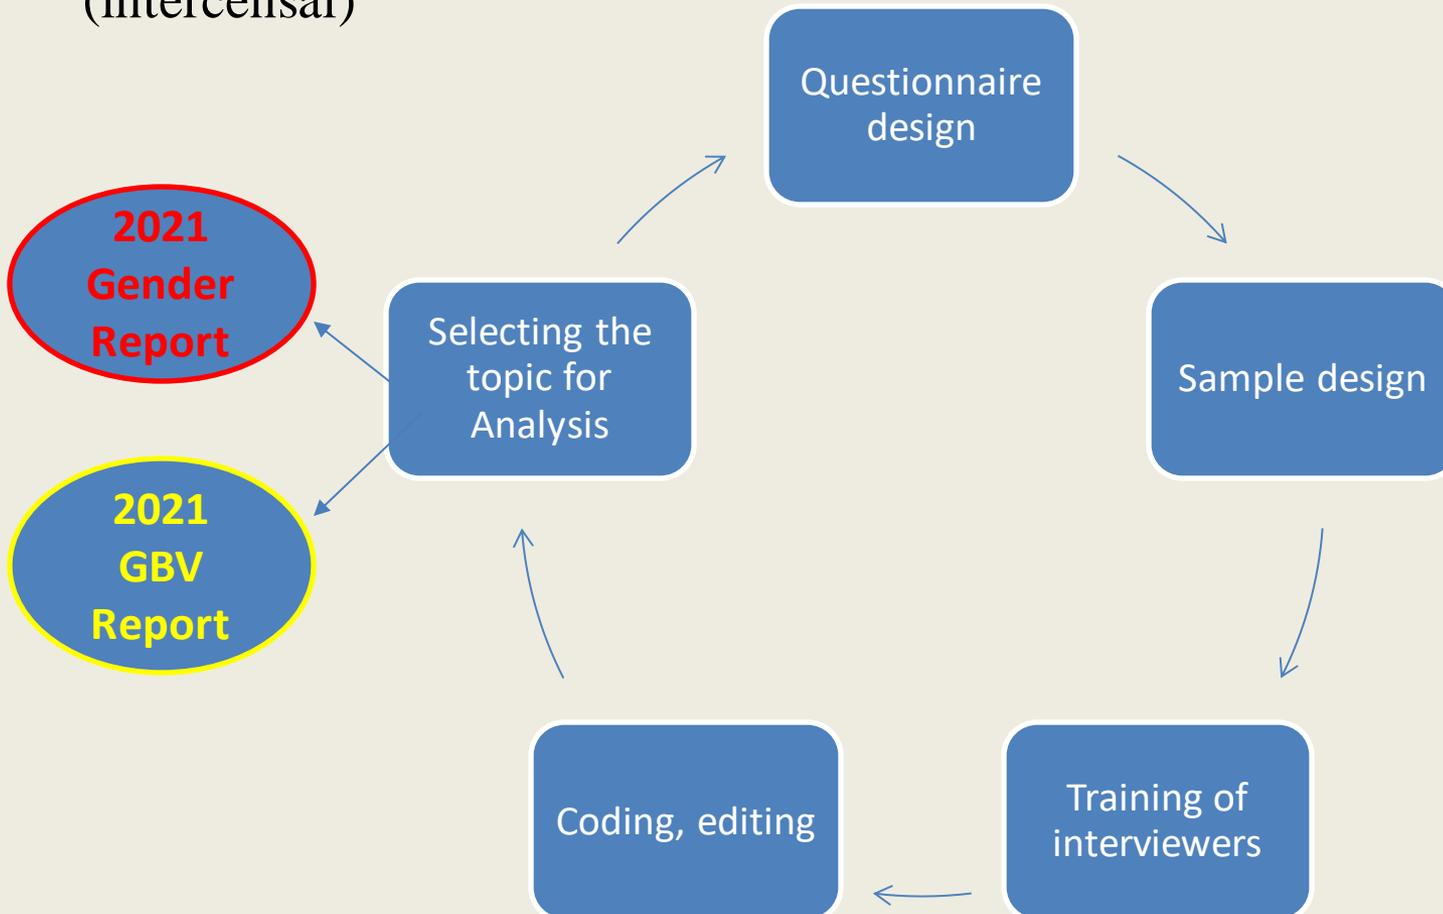 (intercensal)
Questionnaire
design
2021
Gender
Report
Selecting the
topic for
Analysis
Sample design
2021
GBV
Report
Coding, editing
Training of
interviewers